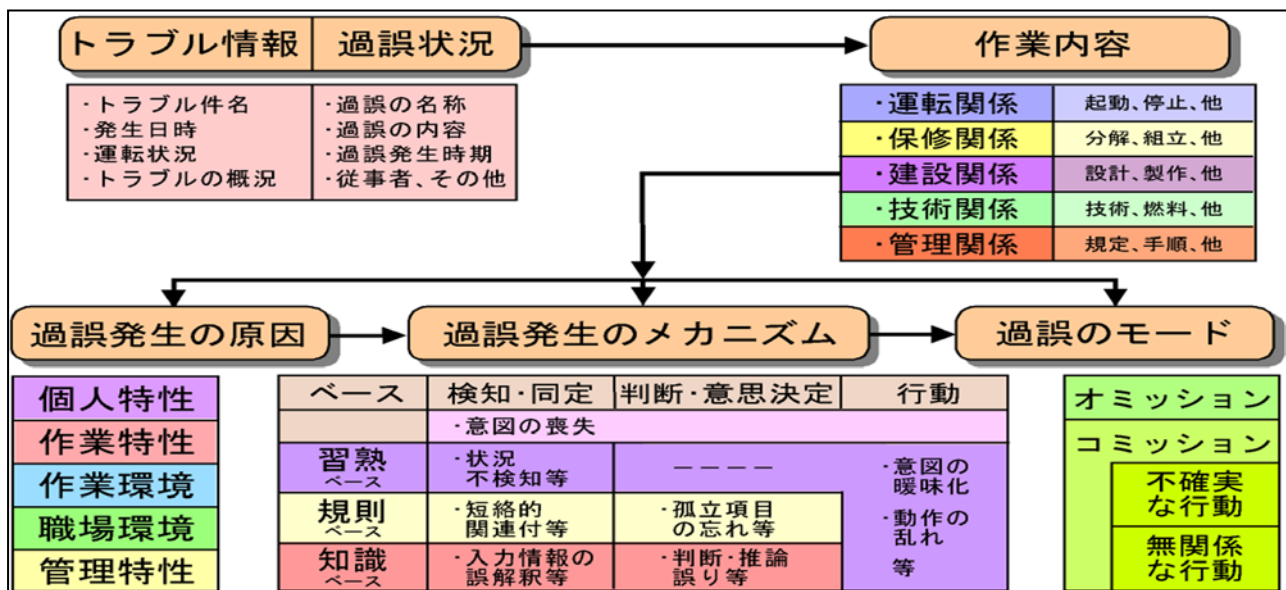 トラブル情報
過誤状況
作業内容
・トラブル件名
・発生日時
・運転状況
・トラブルの概況
・過誤の名称
・過誤の内容
・過誤発生時期
・従事者、その他
・運転関係
起動、停止、他
・保修関係
分解、組立、他
・建設関係
設計、製作、他
・技術関係
技術、燃料、他
・管理関係
規定、手順、他
過誤発生の原因
過誤発生のメカニズム
過誤のモード
個人特性
作業特性
作業環境
職場環境
管理特性
ベース
検知・同定
判断・意思決定
行動
・意図の喪失
習熟
ベース
・状況
不検知等
----
規則
ベース
・短絡的
関連付等
・孤立項目
の忘れ等
知識
ベース
・入力情報の
誤解釈等
・判断・推論
誤り等
・意図の
曖昧化
・動作の
乱れ
等
オミッション
コミッション
不確実
な行動
無関係
な行動